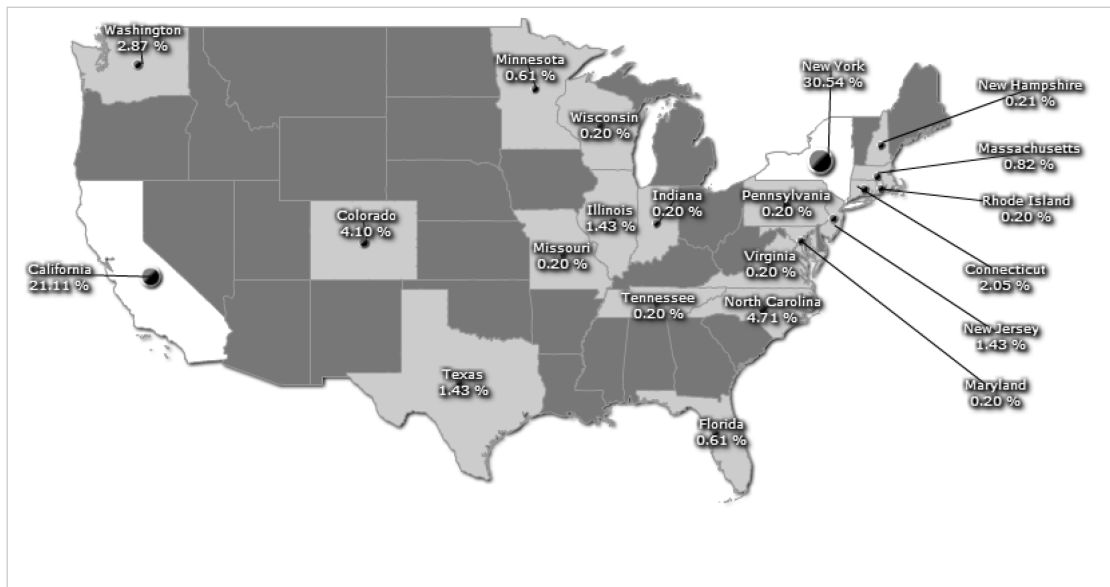 Washington
2.87 %
Minnesota
0.61 %
New York
30.54 %
New Hampshire
0.21 %
Wisconsin
0.20 %
Massachusetts
0.82 %
Rhode Island
0.20 %
Colorado
4.10 %
Illinois
1.43 %
Indiana
0.20 %
Pennsylvania
0.20 %
Missouri
0.20 %
Virginia
0.20 %
California
21.11 %
Connecticut
2.05 %
Tennessee
0.20 %
North Carolina
4.71 %
New Jersey
1.43 %
Texas
1.43 %
Maryland
0.20 %
Florida
0.61 %